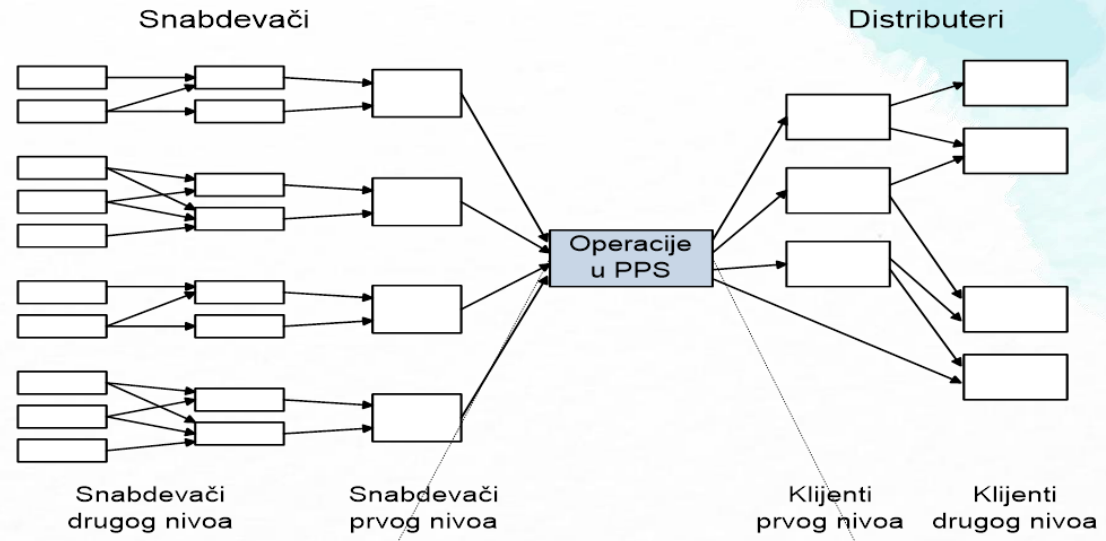 Snabdevači
Distributeri
Operacije
u PPS
Snabdevači
drugog nivoa
Snabdevači
prvog nivoa
Klijenti
prvog nivoa
Klijenti
drugog nivoa